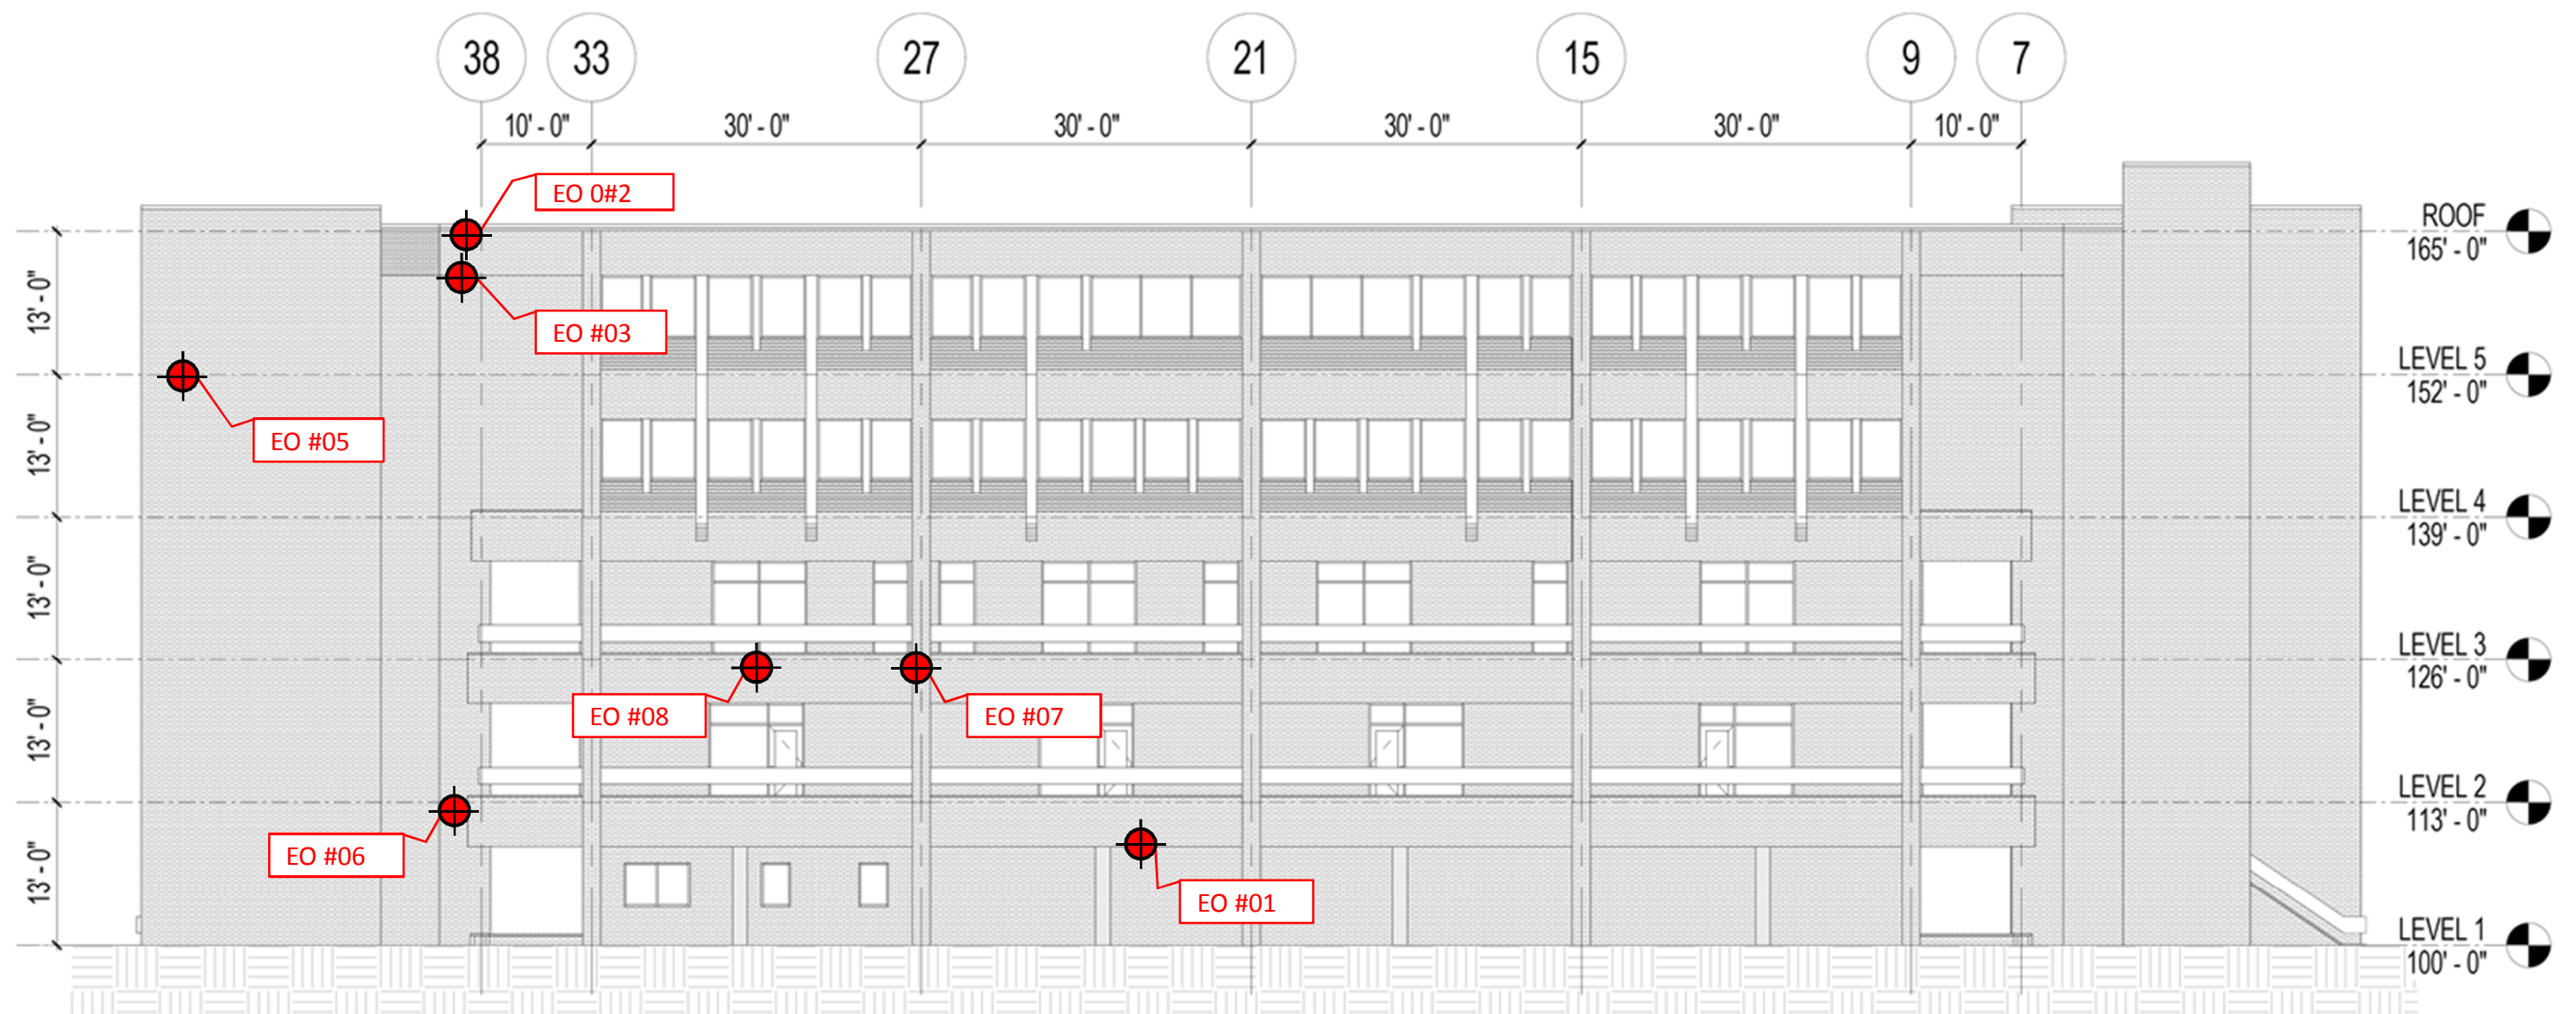 38 33 27 21 15 9 7
10' - 0" 30' - 0" 30' - 0" 30' - 0" 30' - 0" 10' - 0"
EO 0#2
ROOF
165' - 0"
13' - 0"
EO #03
LEVEL 5
152' - 0"
EO #05
13' - 0"
LEVEL 4
139' - 0"
13' - 0"
LEVEL 3
126' - 0"
EO #08
EO #07
13' - 0"
LEVEL 2
113' - 0"
EO #06
13' - 0"
EO #01
LEVEL 1
100' - 0"